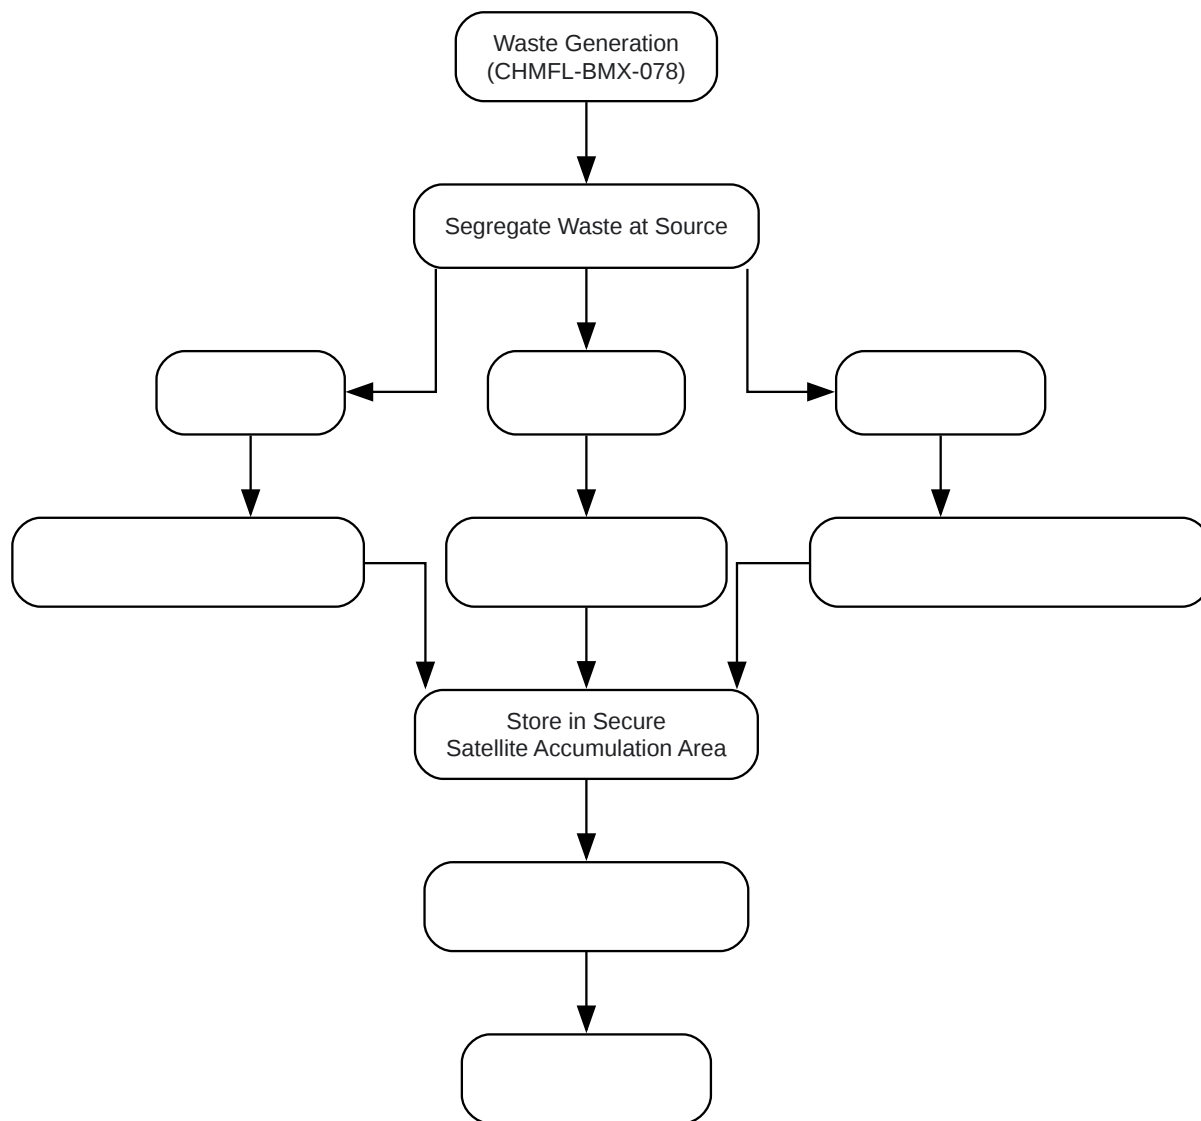 Waste Generation
(CHMFL-BMX-078)
Segregate Waste at Source
Store in Secure
Satellite Accumulation Area